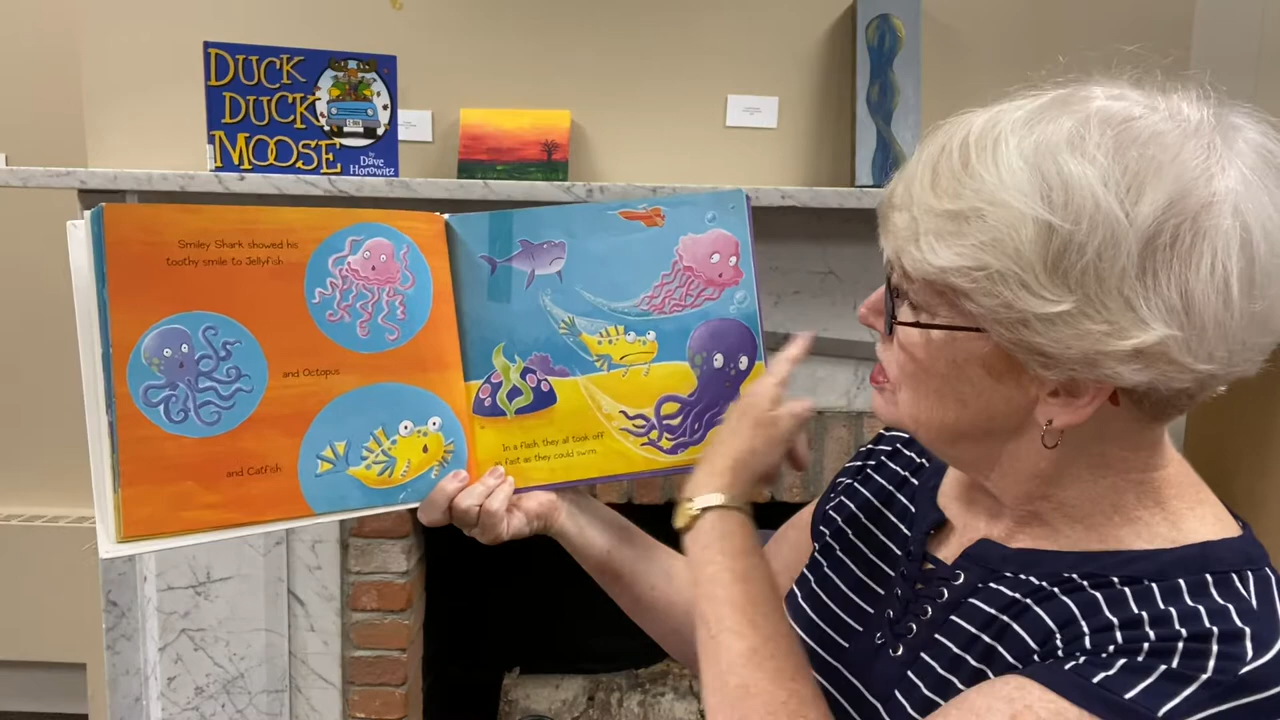 DUCK
DUCK
MOOSE
by
Dave
Horowitz
Smiley Shark showed his
toothy smile to Jellyfish
and Octopus
and Catfish
In a flash, they all took off
fast as they could swim.